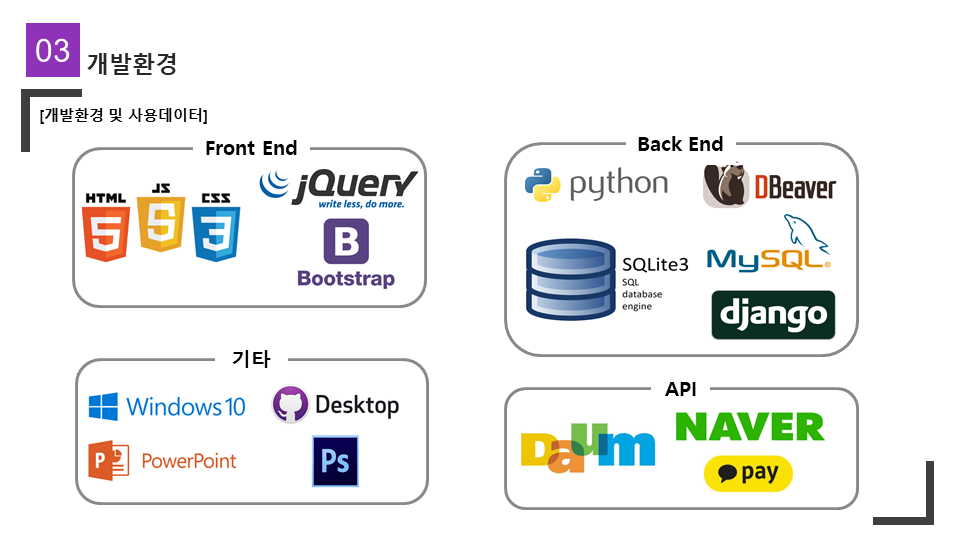 03
개발환경
[개발환경 및 사용데이터]
Front End
HTML
5
JS
5
CSS
3
jQuery
write less, do more.
B
Bootstrap
Back End
python
DBeaver
SQLite3
SQL
database
engine
MySQL®
django
기타
Windows 10
Desktop
P
PowerPoint
Ps
API
Daum
NAVER
pay